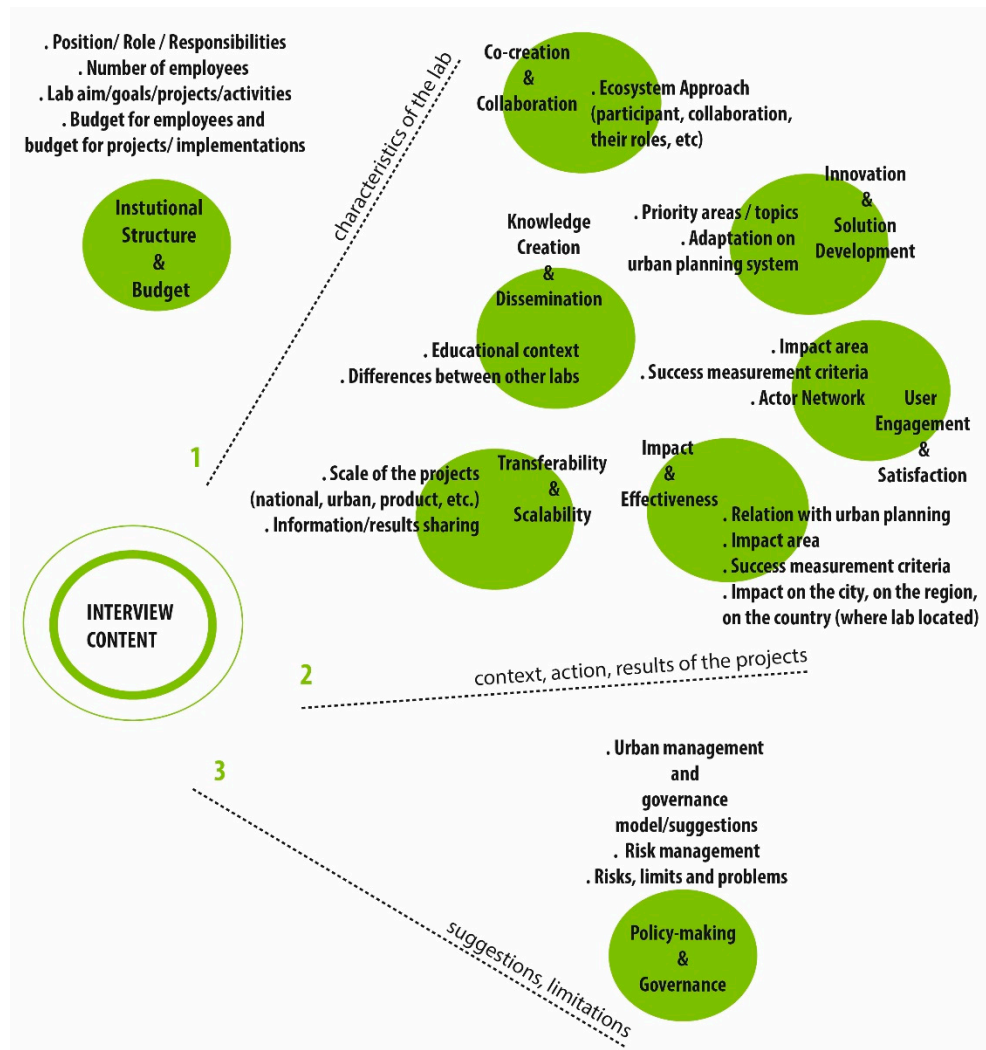 . Position/ Role / Responsibilities
. Number of employees
. Lab aim/goals/projects/activities
. Budget for employees and
budget for projects/ implementations
Instutional
Structure
&
Budget
characteristics of the lab
1
Co-creation
&
Collaboration
. Ecosystem Approach
(participant, collaboration,
their roles, etc)
Innovation
&
Solution
Development
. Priority areas / topics
. Adaptation on
urban planning system
Knowledge
Creation
&
Dissemination
. Educational context
. Differences between other labs
. Impact area
. Success measurement criteria
. Actor Network
User
Engagement
&
Satisfaction
. Scale of the projects
(national, urban, product, etc.)
. Information/results sharing
Transferability
&
Scalability
Impact
&
Effectiveness
. Relation with urban planning
. Impact area
. Success measurement criteria
. Impact on the city, on the region,
on the country (where lab located)
INTERVIEW
CONTENT
2
context, action, results of the projects
3
suggestions, limitations
. Urban management
and
governance
model/suggestions
. Risk management
. Risks, limits and problems
Policy-making
&
Governance